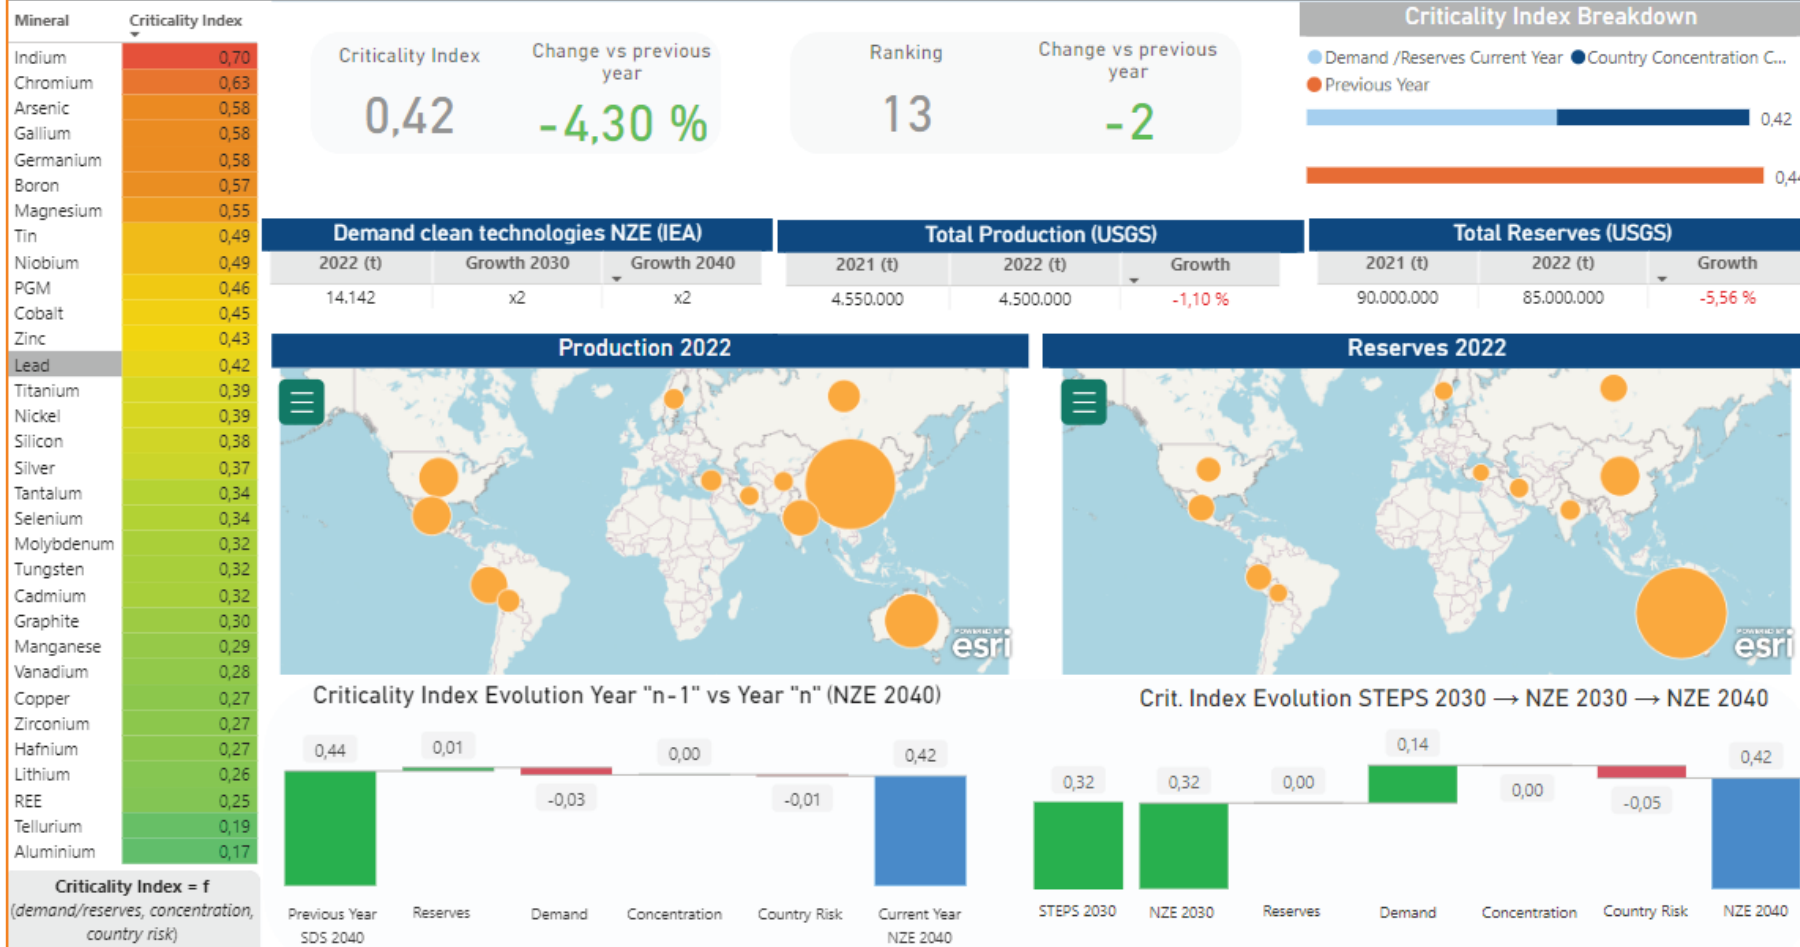 Mineral Criticality Index
Indium 0,70
Chromium 0,63
Arsenic 0,58
Gallium 0,58
Germanium 0,58
Boron 0,57
Magnesium 0,55
Tin 0,49
Niobium 0,49
PGM 0,46
Cobalt 0,45
Zinc 0,43
Lead 0,42
Titanium 0,39
Nickel 0,39
Silicon 0,38
Silver 0,37
Tantalum 0,34
Selenium 0,34
Molybdenum 0,32
Tungsten 0,32
Cadmium 0,32
Graphite 0,30
Manganese 0,29
Vanadium 0,28
Copper 0,27
Zirconium 0,27
Hafnium 0,27
Lithium 0,26
REE 0,25
Tellurium 0,19
Aluminium 0,17
Criticality Index = f
(demand/reserves, concentration,
country risk)
Criticality Index
0,42
Change vs previous
year
-4,30 %
Ranking
13
Change vs previous
year
-2
Criticality Index Breakdown
Demand /Reserves Current Year Country Concentration C...
Previous Year
0,42
0,44
Demand clean technologies NZE (IEA)
2022 (t) Growth 2030 Growth 2040
14.142 x2 x2
Total Production (USGS)
2021 (t) 2022 (t) Growth
4.550.000 4.500.000 -1,10 %
Total Reserves (USGS)
2021 (t) 2022 (t) Growth
90.000.000 85.000.000 -5,56 %
Production 2022
POWERED BY
esri
Reserves 2022
POWERED BY
esri
Criticality Index Evolution Year "n-1" vs Year "n" (NZE 2040)
0,44 0,01 -0,03 0,00 -0,01 0,42
Previous Year Reserves Demand Concentration Country Risk Current Year
SDS 2040 NZE 2040
Crit. Index Evolution STEPS 2030 → NZE 2030 → NZE 2040
0,32 0,32 0,00 0,14 0,00 -0,05 0,42
STEPS 2030 NZE 2030 Reserves Demand Concentration Country Risk NZE 2040